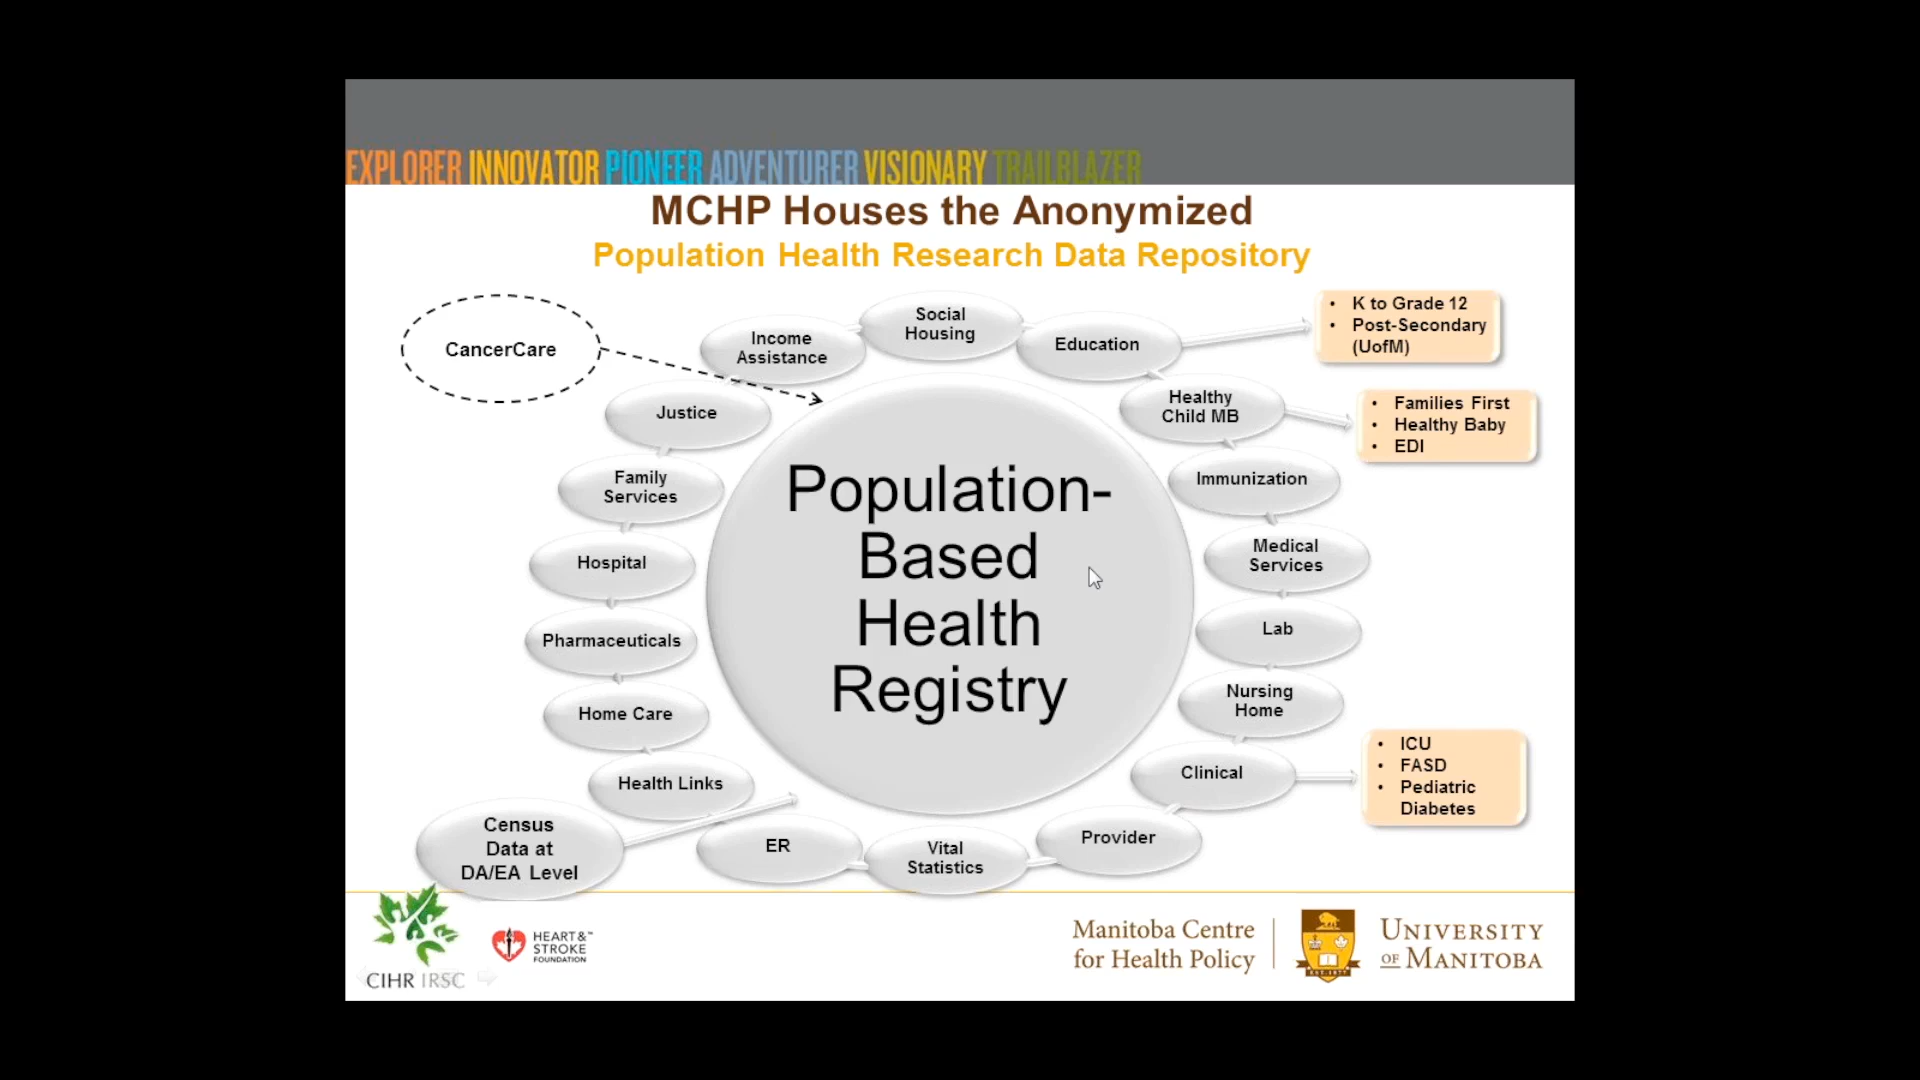 EXPLORER INNOVATOR PIONEER ADVENTURER VISIONARY TRAILBLAZER
MCHP Houses the Anonymized
Population Health Research Data Repository
CancerCare
Income
Assistance
Social
Housing
Education
• K to Grade 12
• Post-Secondary
(UofM)
Justice
Healthy
Child MB
• Families First
• Healthy Baby
• EDI
Family
Services
Immunization
Hospital
Medical
Services
Pharmaceuticals
Lab
Home Care
Nursing
Home
Health Links
Clinical
• ICU
• FASD
• Pediatric
Diabetes
Census
Data at
DA/EA Level
ER
Vital
Statistics
Provider
Population-
Based
Health
Registry
CIHR IRSC
HEART &™
STROKE
FOUNDATION
Manitoba Centre
for Health Policy
UNIVERSITY
OF MANITOBA